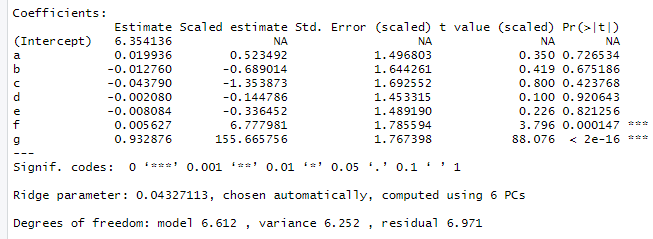 Coefficients:
            Estimate Scaled estimate Std. Error (scaled) t value (scaled) Pr(>|t|)
(Intercept)  6.354136              NA                  NA               NA       NA
a            0.019936        0.523492            1.496803            0.350 0.726534
b           -0.012760       -0.689014            1.644261            0.419 0.675186
c           -0.043790       -1.353873            1.692552            0.800 0.423768
d           -0.002080       -0.144786            1.453315            0.100 0.920643
e           -0.008084       -0.336452            1.489190            0.226 0.821256
f            0.005627        6.777981            1.785594            3.796 0.000147 ***
g            0.932876      155.665756            1.767398           88.076  < 2e-16 ***
---
Signif. codes:  0 ‘***’ 0.001 ‘**’ 0.01 ‘*’ 0.05 ‘.’ 0.1 ‘ ’ 1
Ridge parameter: 0.04327113, chosen automatically, computed using 6 PCs
Degrees of freedom: model 6.612 , variance 6.252 , residual 6.971